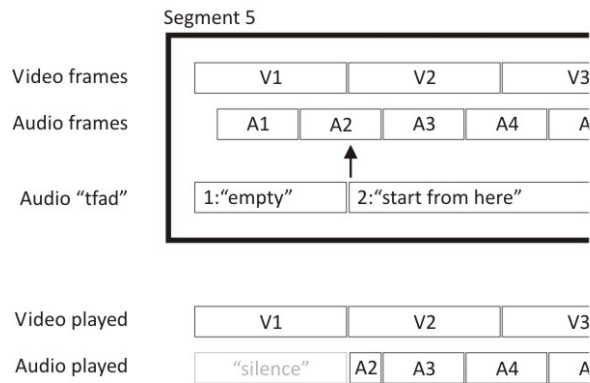 Segment 5
Video frames V1 V2 V3
Audio frames A1 A2 A3 A4 A
Audio “tfad” 1:“empty” 2:“start from here”
Video played V1 V2 V3
Audio played “silence” A2 A3 A4 A